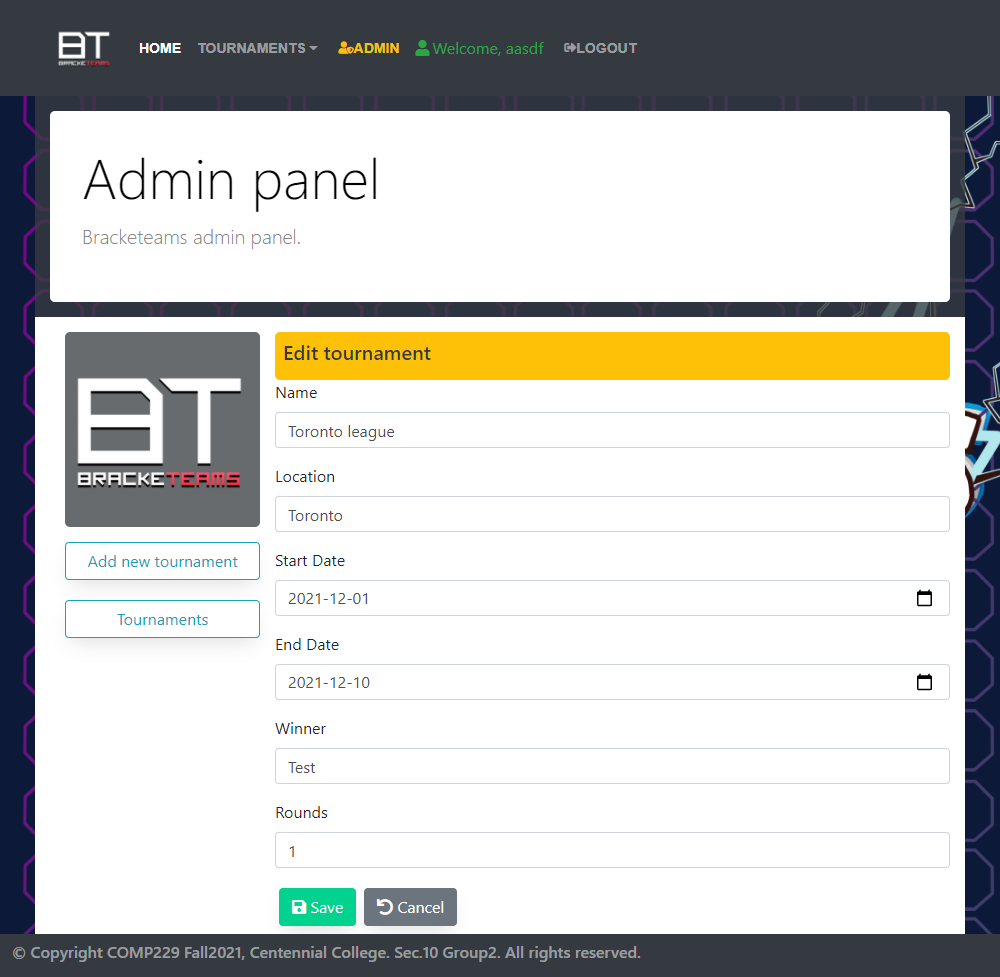 BT
BRACKETEAMS
HOME TOURNAMENTS ADMIN Welcome, aasdf LOGOUT
Admin panel
Bracketeams admin panel.
BT
BRACKETEAMS
Add new tournament
Tournaments
Edit tournament
Name
Toronto league
Location
Toronto
Start Date
2021-12-01
End Date
2021-12-10
Winner
Test
Rounds
1
Save Cancel
© Copyright COMP229 Fall2021, Centennial College. Sec.10 Group2. All rights reserved.